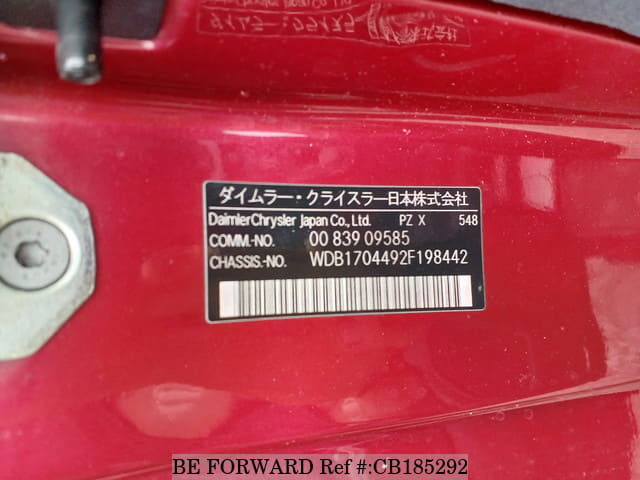 ダイムラー・クライスラー日本株式会社
DaimlerChrysler Japan Co., Ltd. PZ X 548
COMM.-NO. 00 839 09585
CHASSIS.-NO. WDB1704492F198442
BE FORWARD Ref #:CB185292